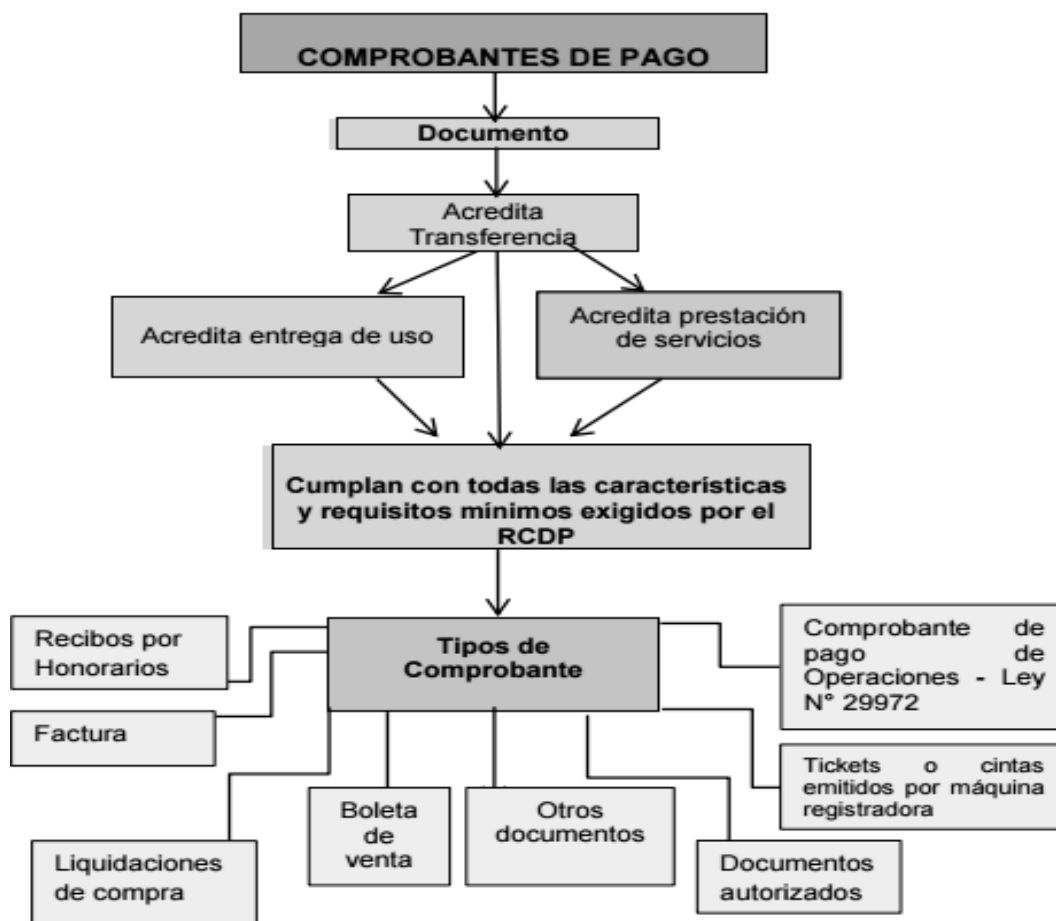 COMPROBANTES DE PAGO
Documento
Acredita
Transferencia
Acredita entrega de uso
Acredita prestación
de servicios
Cumplan con todas las características
y requisitos mínimos exigidos por el
RCDP
Tipos de
Comprobante
Recibos por
Honorarios
Factura
Liquidaciones
de compra
Boleta
de
venta
Otros
documentos
Documentos
autorizados
Tickets o cintas
emitidos por máquina
registradora
Comprobante de
pago de
Operaciones - Ley
N° 29972